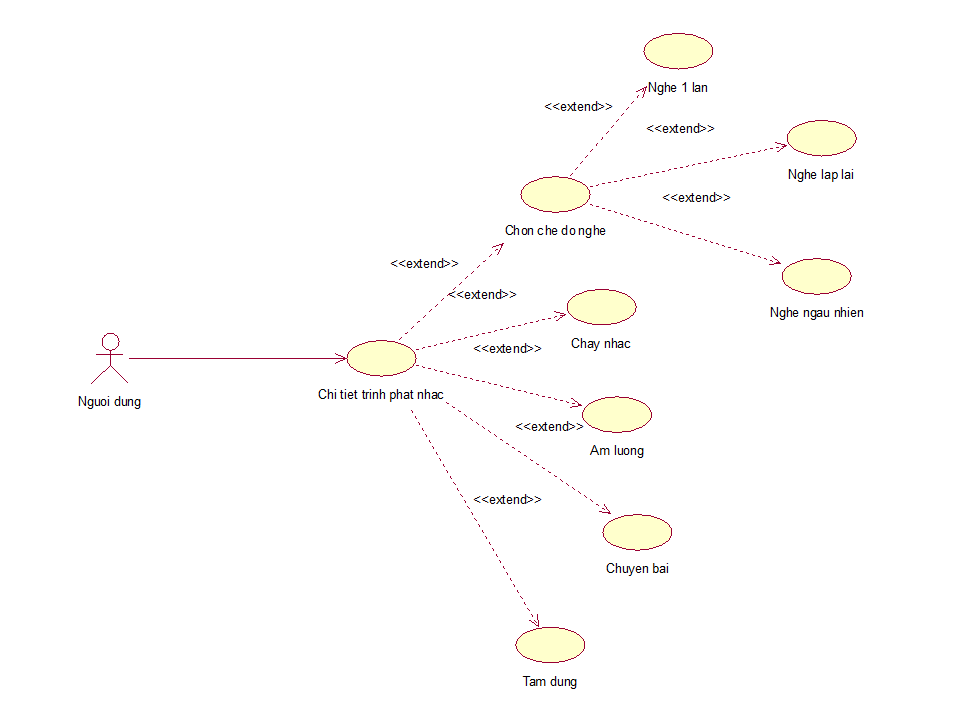 Nghe 1 lan
<<extend>>
<<extend>>
Nghe lap lai
<<extend>>
Chon che do nghe
<<extend>>
<<extend>>
Nghe ngau nhien
Chay nhac
<<extend>>
Chi tiet trinh phat nhac
Nguoi dung
<<extend>>
Am luong
<<extend>>
Chuyen bai
Tam dung